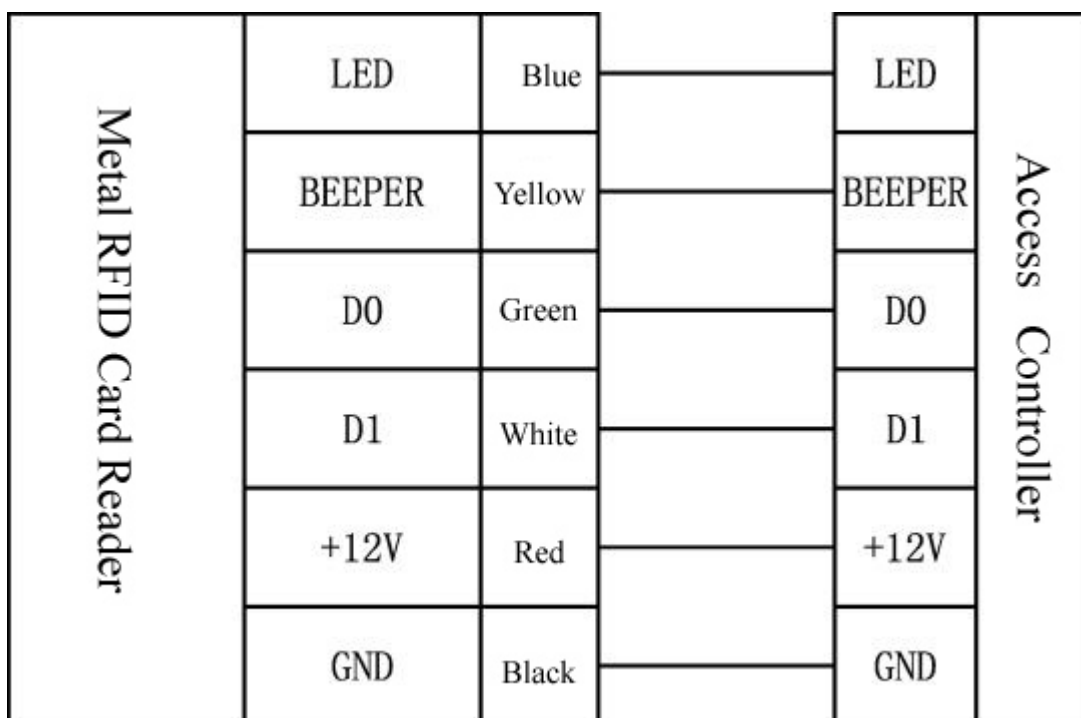 Metal RFID Card Reader
LED Blue LED
BEEPER Yellow BEEPER
D0 Green D0
D1 White D1
+12V Red +12V
GND Black GND
Access Controller